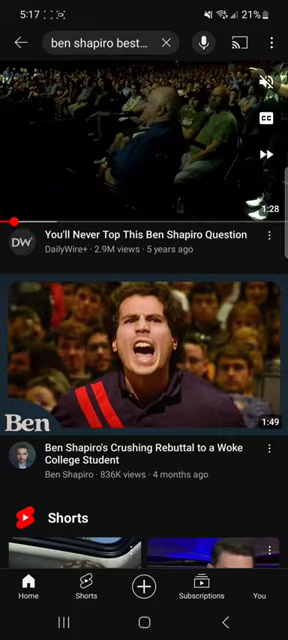 5:17
21%
ben shapiro best...
CC
1:28
DW
You'll Never Top This Ben Shapiro Question
DailyWire+ · 2.9M views · 5 years ago
Ben
1:49
Ben Shapiro's Crushing Rebuttal to a Woke
College Student
Ben Shapiro · 836K views · 4 months ago
Shorts
Home
Shorts
Subscriptions
You